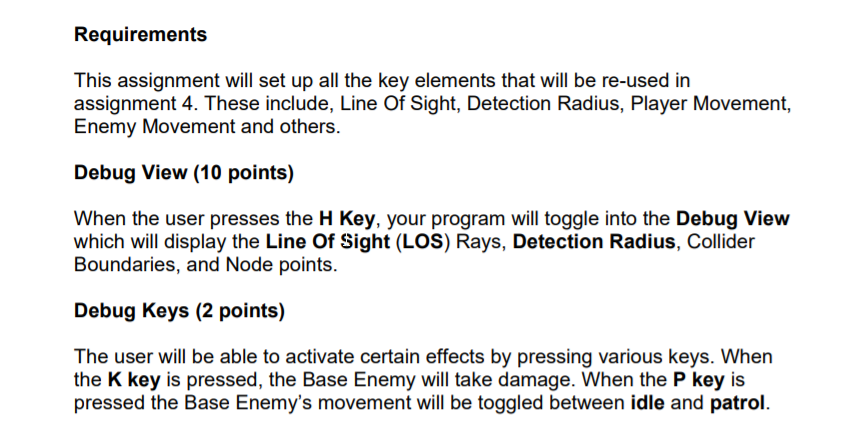 Requirements
This assignment will set up all the key elements that will be re-used in
assignment 4. These include, Line Of Sight, Detection Radius, Player Movement,
Enemy Movement and others.
Debug View (10 points)
When the user presses the H Key, your program will toggle into the Debug View
which will display the Line Of Sight (LOS) Rays, Detection Radius, Collider
Boundaries, and Node points.
Debug Keys (2 points)
The user will be able to activate certain effects by pressing various keys. When
the K key is pressed, the Base Enemy will take damage. When the P key is
pressed the Base Enemy's movement will be toggled between idle and patrol.